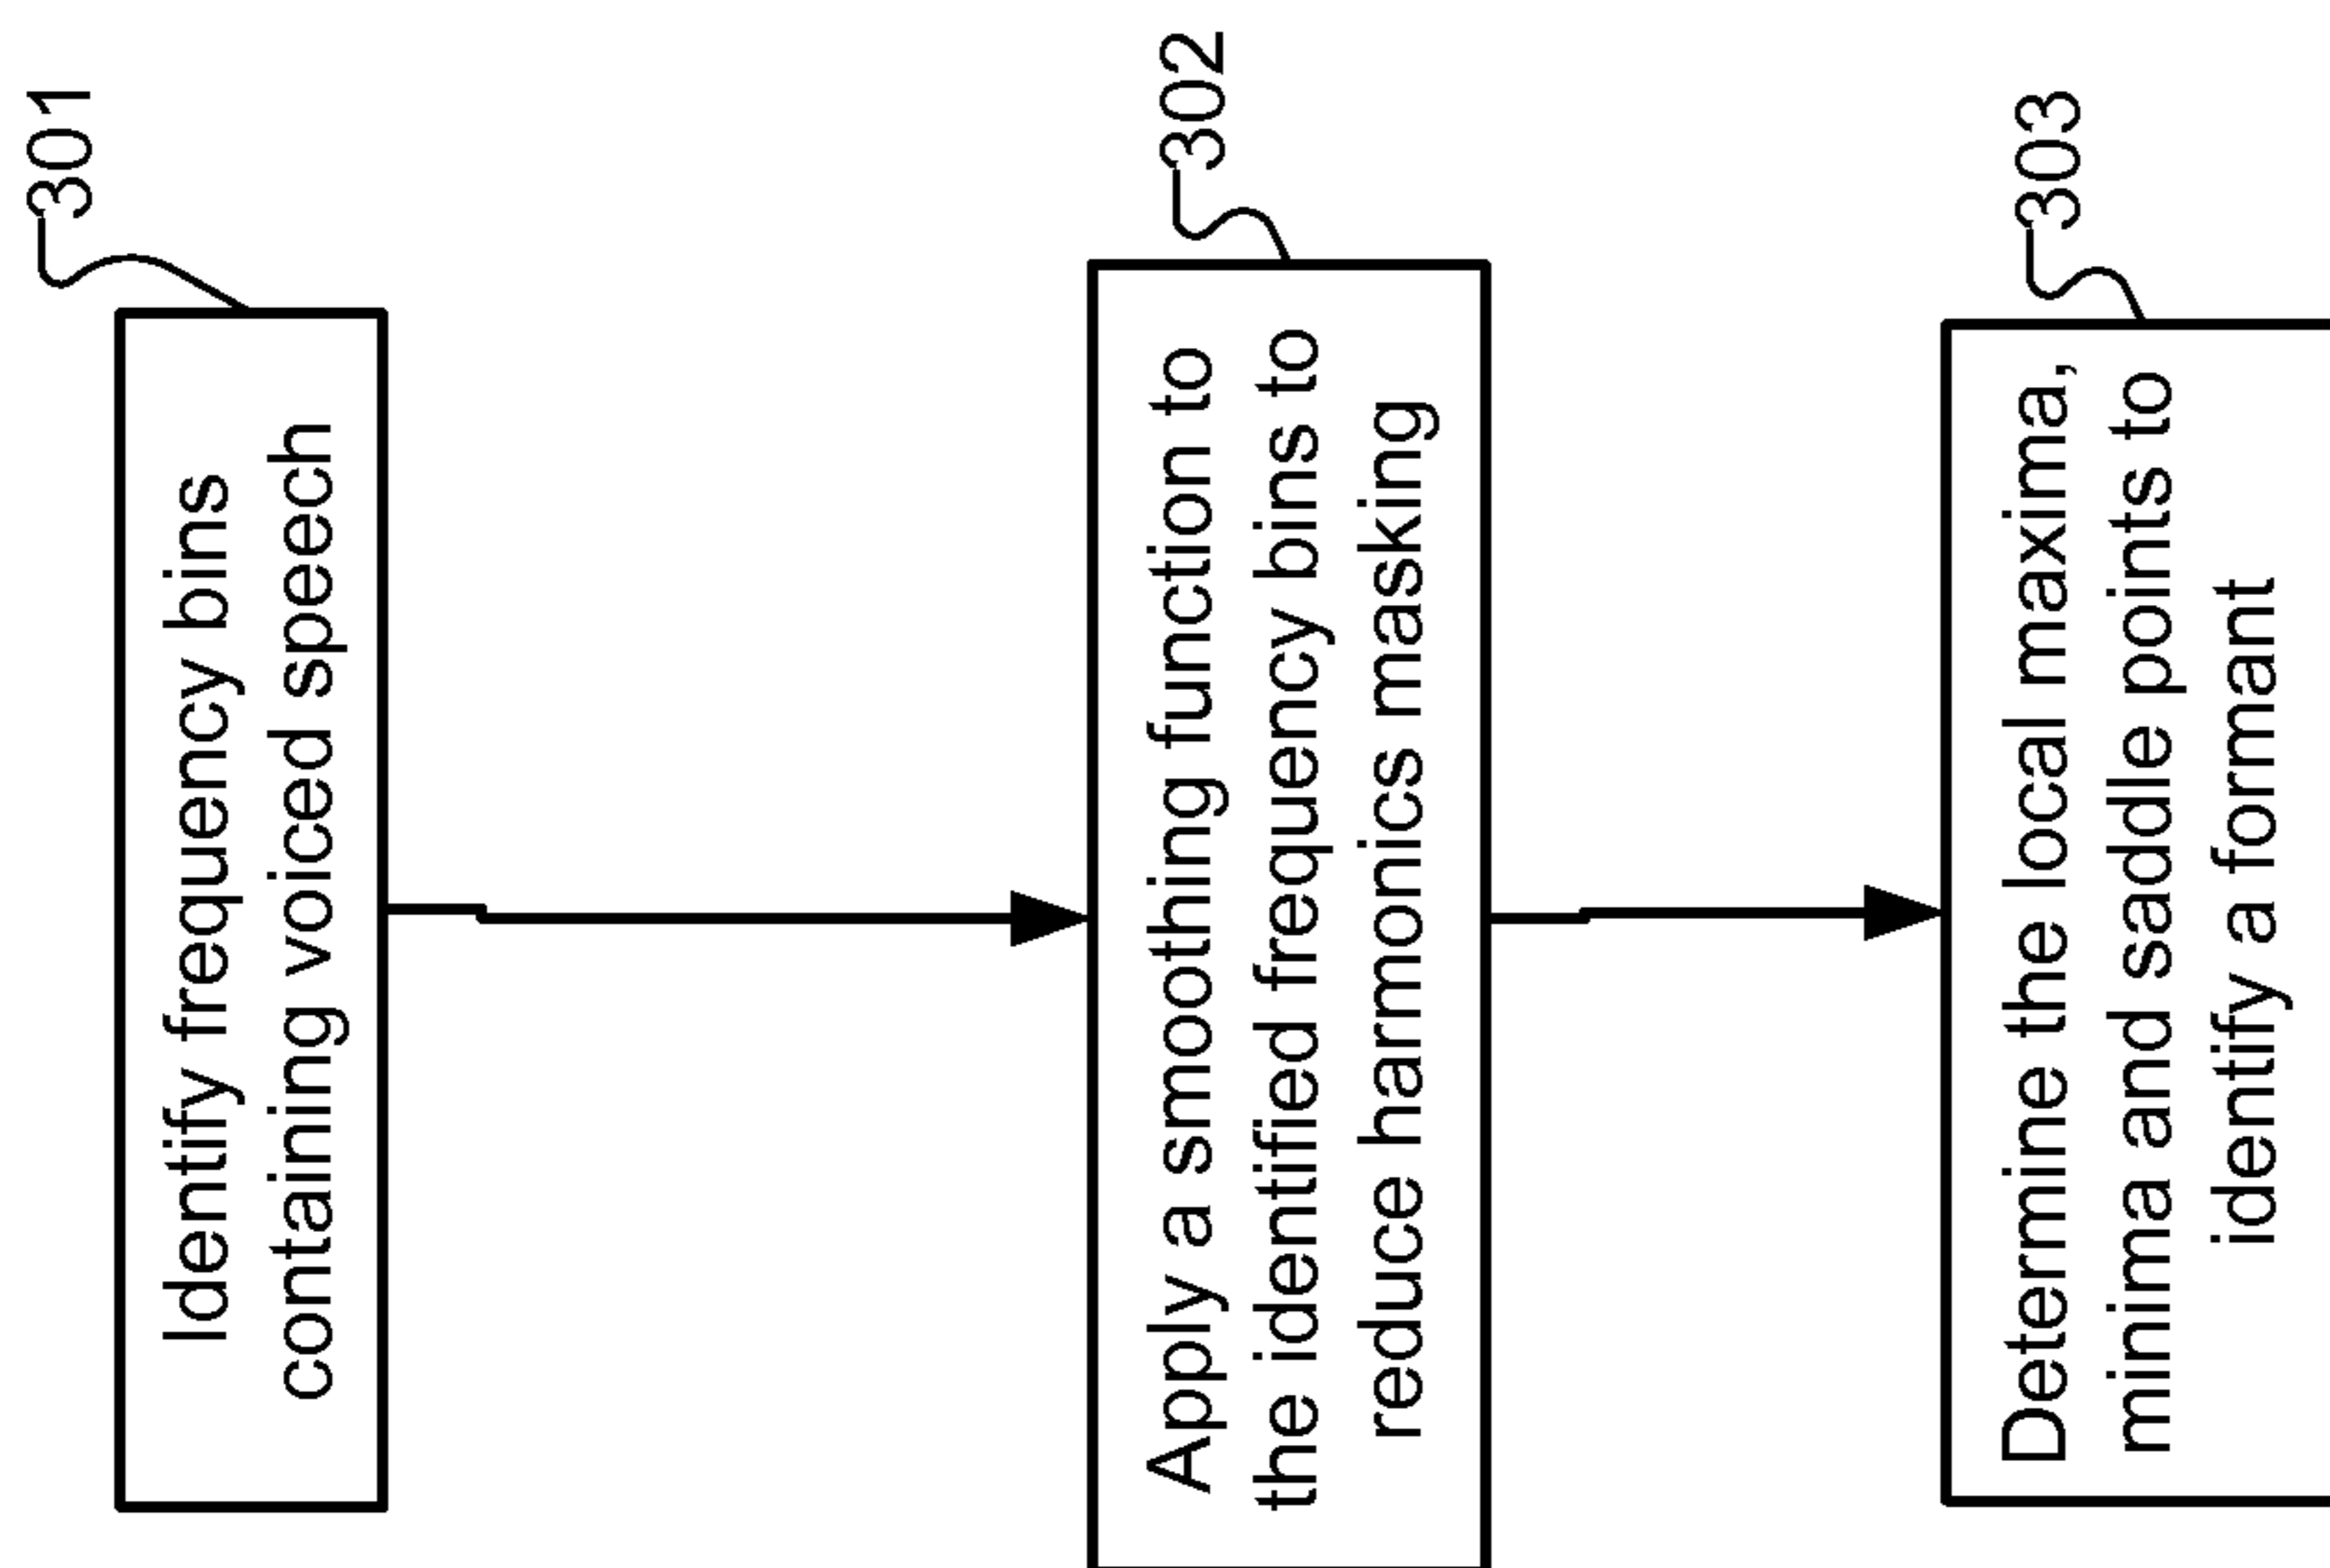 301
Identify frequency bins
containing voiced speech
302
Apply a smoothing function to
the identified frequency bins to
reduce harmonics masking
303
Determine the local maxima,
minima and saddle points to
identify a formant